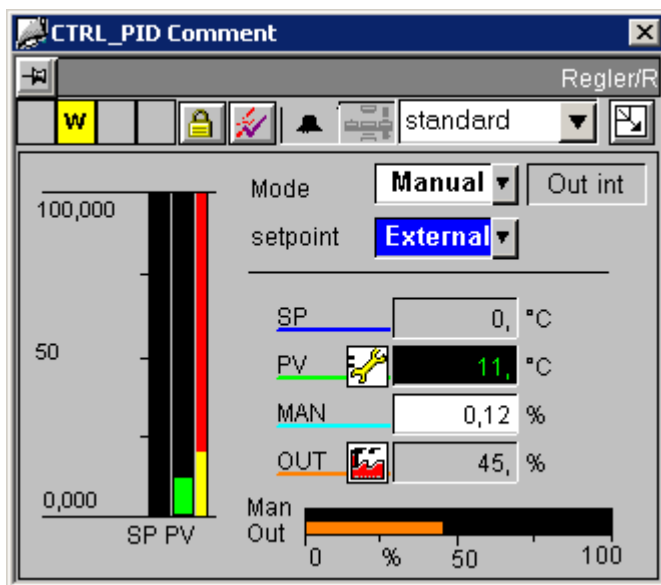 CTRL_PID Comment
Regler/R
W
standard
Mode Manual Out int
setpoint External
100,000
50
0,000
SP PV
SP 0, °C
PV 11, °C
MAN 0,12 %
OUT 45, %
Man
Out
0 % 50 100